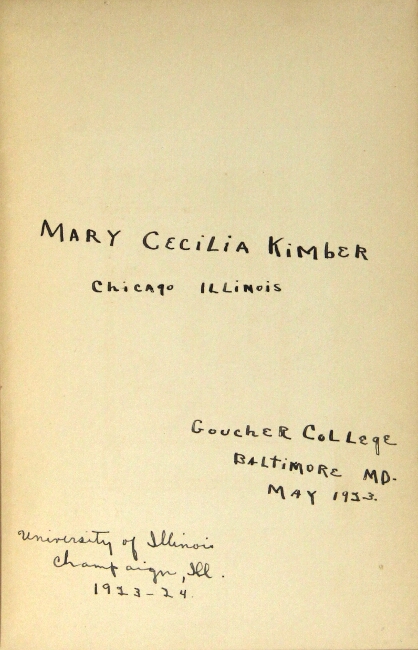 MARY CECILIA KIMBER
Chicago ILLINOIS
GOUCHER COLLEGE
BALTIMORE MD.
MAY 1923.
University of Illinois
Champaign, Ill.
1923-24.